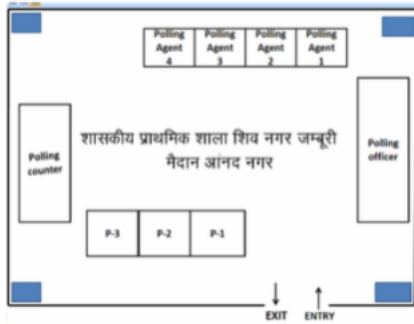 Polling Agent 4
Polling Agent 3
Polling Agent 2
Polling Agent 1
Polling counter
शासकीय प्राथमिक शाला शिव नगर जम्बूरी
मैदान आंनद नगर
Polling officer
P-3
P-2
P-1
EXIT
ENTRY